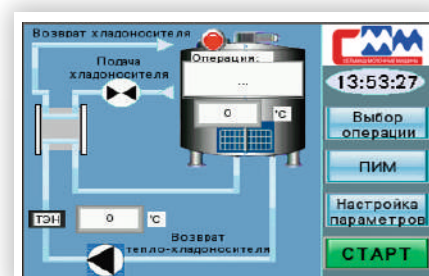 Возврат хладоносителя
Подача
хладоносителя
Операция:
...
0 °C
ТЭН
0 °C
Возврат
тепло-хладоносителя
СММ
13:53:27
Выбор
операции
ПИМ
Настройка
параметров
СТАРТ